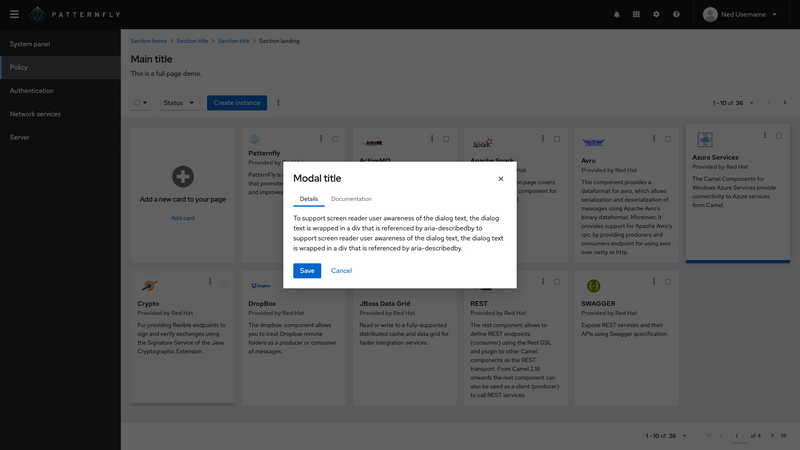 PATTERNFLY
Ned Username
System panel
Policy
Authentication
Network services
Server
Section home > Section title > Section title > Section landing
Main title
This is a full page demo.
Status
Create instance
1 - 10 of 36
Add a new card to your page
Add card
Patternfly
Provided by
PatternFly is
that promote
and improve
ActiveMQ
Apache Spark
page covers
component for
Avro
Provided by Red Hat
This component provides a
dataformat for avro, which allows
serialization and deserialization of
messages using Apache Avro's
binary dataformat. Moreover, it
provides support for Apache Avro's
rpc, by providing producers and
consumers endpoint for using avro
over netty or http.
Azure Services
Provided by Red Hat
The Camel Components for
Windows Azure Services provide
connectivity to Azure services
from Camel.
Modal title
Details
Documentation
To support screen reader user awareness of the dialog text, the dialog
text is wrapped in a div that is referenced by aria-describedby to
support screen reader user awareness of the dialog text, the dialog text
is wrapped in a div that is referenced by aria-describedby.
Save
Cancel
Crypto
Provided by Red Hat
For providing flexible endpoints to
sign and verify exchanges using
the Signature Service of the Java
Cryptographic Extension.
Dropbox
DropBox
Provided by Red Hat
The dropbox component allows
you to treat Dropbox remote
folders as a producer or consumer
of messages.
JBoss Data Grid
Provided by Red Hat
Read or write to a fully-supported
distributed cache and data grid for
faster integration services.
REST
Provided by Red Hat
The rest component allows to
define REST endpoints
(consumer) using the Rest DSL
and plugin to other Camel
components as the REST
transport. From Camel 2.18
onwards the rest component can
also be used as a client (producer)
to call REST services.
SWAGGER
Provided by Red Hat
Expose REST services and their
APIs using Swagger specification.
1 - 10 of 36
1 of 4